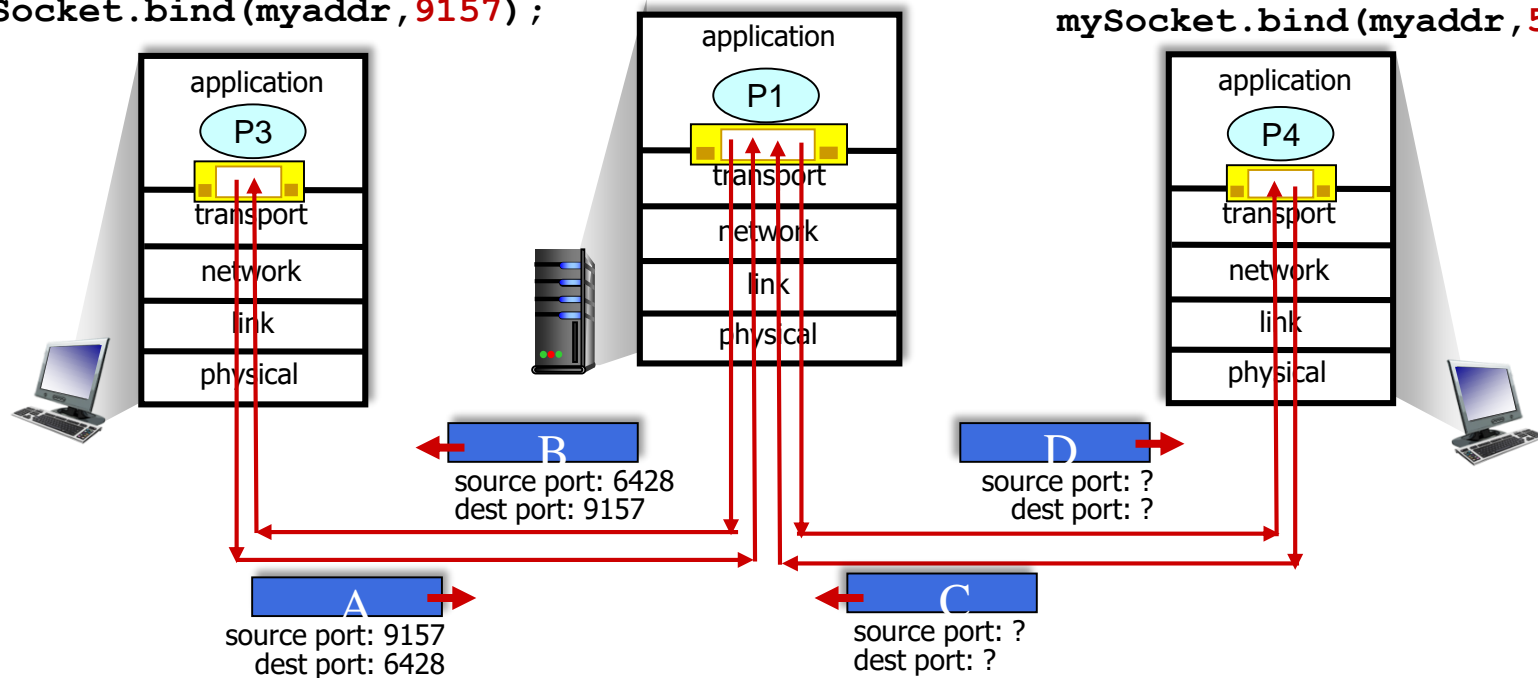 Socket.bind(myaddr,9157);
mySocket.bind(myaddr,5
application
P3
transport
network
link
physical
application
P1
transport
network
link
physical
application
P4
transport
network
link
physical
B
source port: 6428
dest port: 9157
D
source port: ?
dest port: ?
A
source port: 9157
dest port: 6428
C
source port: ?
dest port: ?